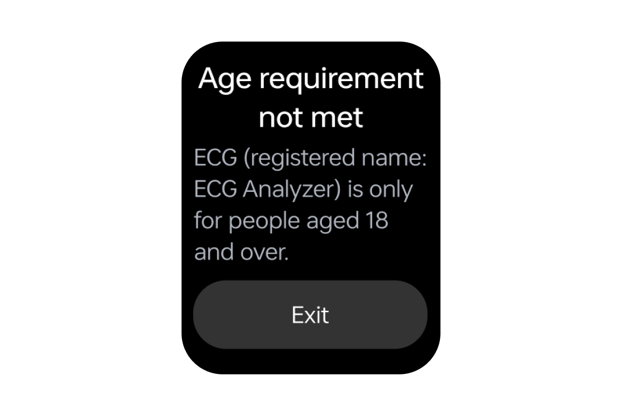 Age requirement
not met
ECG (registered name:
ECG Analyzer) is only
for people aged 18
and over.
Exit